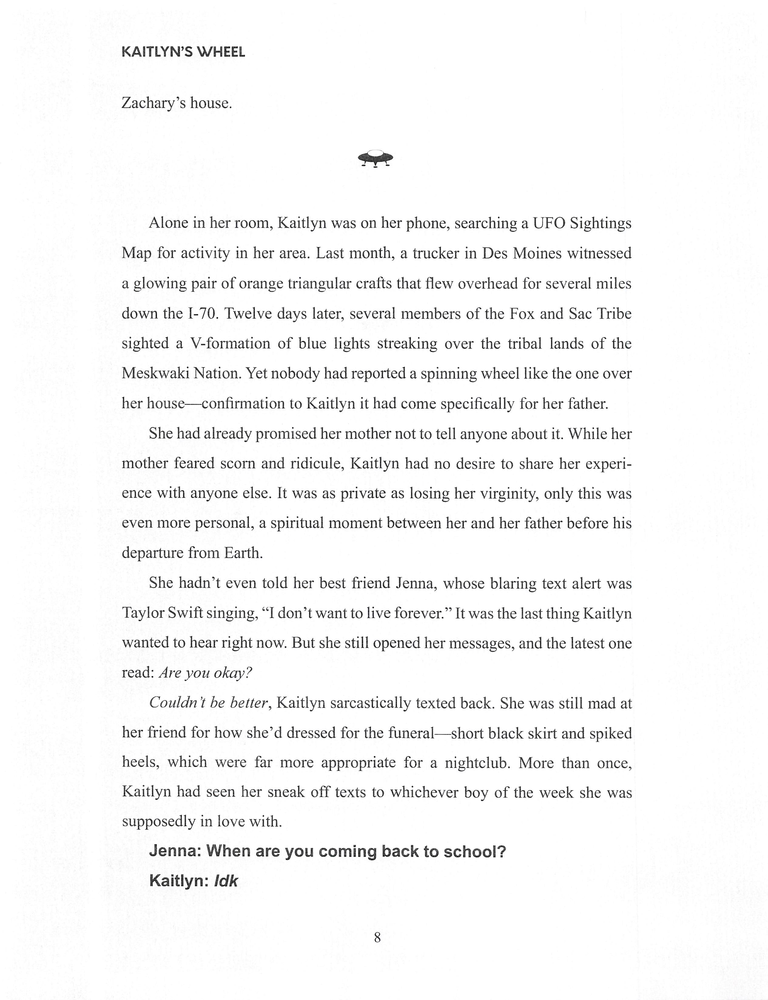 KAITLYN’S WHEEL
Zachary’s house.
Alone in her room, Kaitlyn was on her phone, searching a UFO Sightings
Map for activity in her area. Last month, a trucker in Des Moines witnessed
a glowing pair of orange triangular crafts that flew overhead for several miles
down the I-70. Twelve days later, several members of the Fox and Sac Tribe
sighted a V-formation of blue lights streaking over the tribal lands of the
Meskwaki Nation. Yet nobody had reported a spinning wheel like the one over
her house—confirmation to Kaitlyn it had come specifically for her father.
She had already promised her mother not to tell anyone about it. While her
mother feared scorn and ridicule, Kaitlyn had no desire to share her experi-
ence with anyone else. It was as private as losing her virginity, only this was
even more personal, a spiritual moment between her and her father before his
departure from Earth.
She hadn’t even told her best friend Jenna, whose blaring text alert was
Taylor Swift singing, “I don’t want to live forever.” It was the last thing Kaitlyn
wanted to hear right now. But she still opened her messages, and the latest one
read: Are you okay?
Couldn’t be better, Kaitlyn sarcastically texted back. She was still mad at
her friend for how she’d dressed for the funeral—short black skirt and spiked
heels, which were far more appropriate for a nightclub. More than once,
Kaitlyn had seen her sneak off texts to whichever boy of the week she was
supposedly in love with.
Jenna: When are you coming back to school?
Kaitlyn: Idk
8